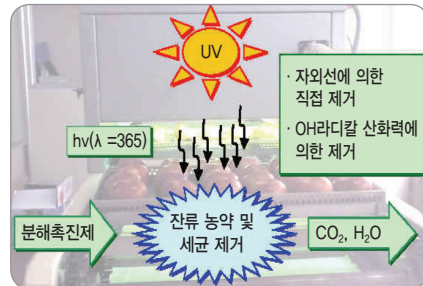 UV
· 자외선에 의한
직접 제거
· OH라디칼 산화력에
의한 제거
hv(λ =365)
분해촉진제
잔류 농약 및
세균 제거
CO₂, H₂O